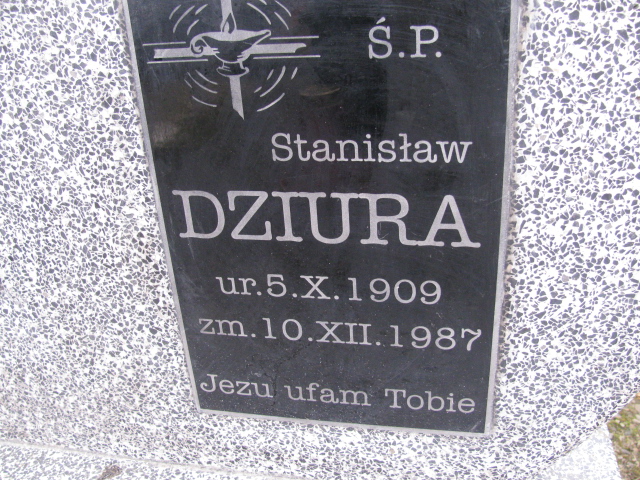 Ś.P.
Stanisław
DZIURA
ur.5.X.1909
zm.10.XII.1987
Jezu ufam Tobie